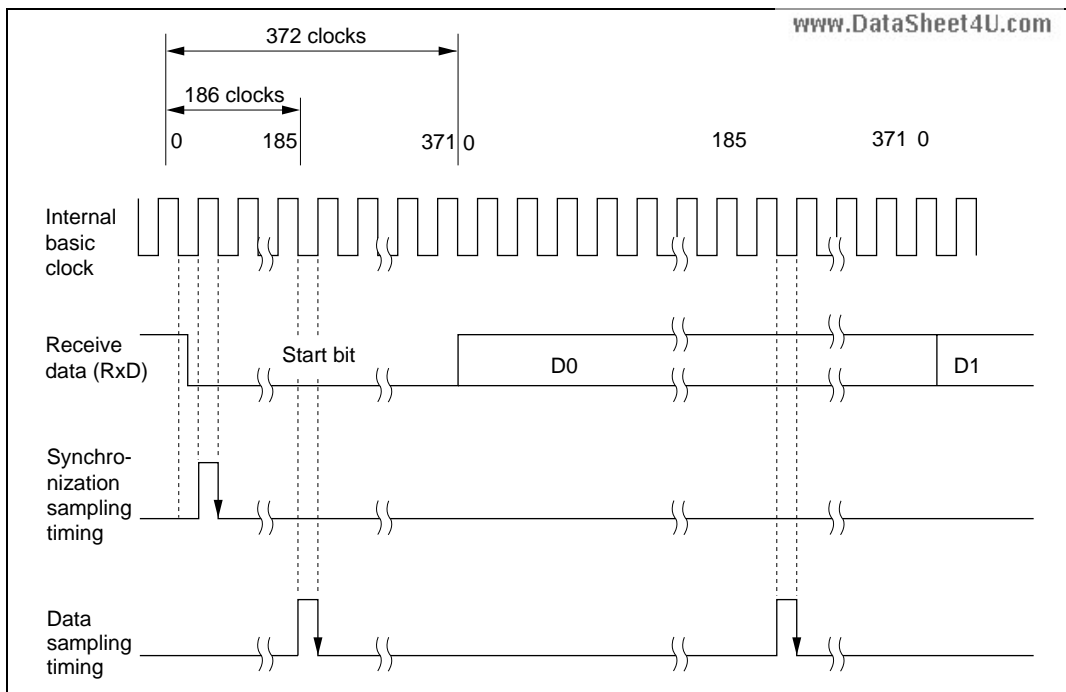 www.DataSheet4U.com
372 clocks
186 clocks
0 185 371 0 185 371 0
Internal
basic
clock
Receive
data (RxD)
Start bit
D0
D1
Synchro-
nization
sampling
timing
Data
sampling
timing